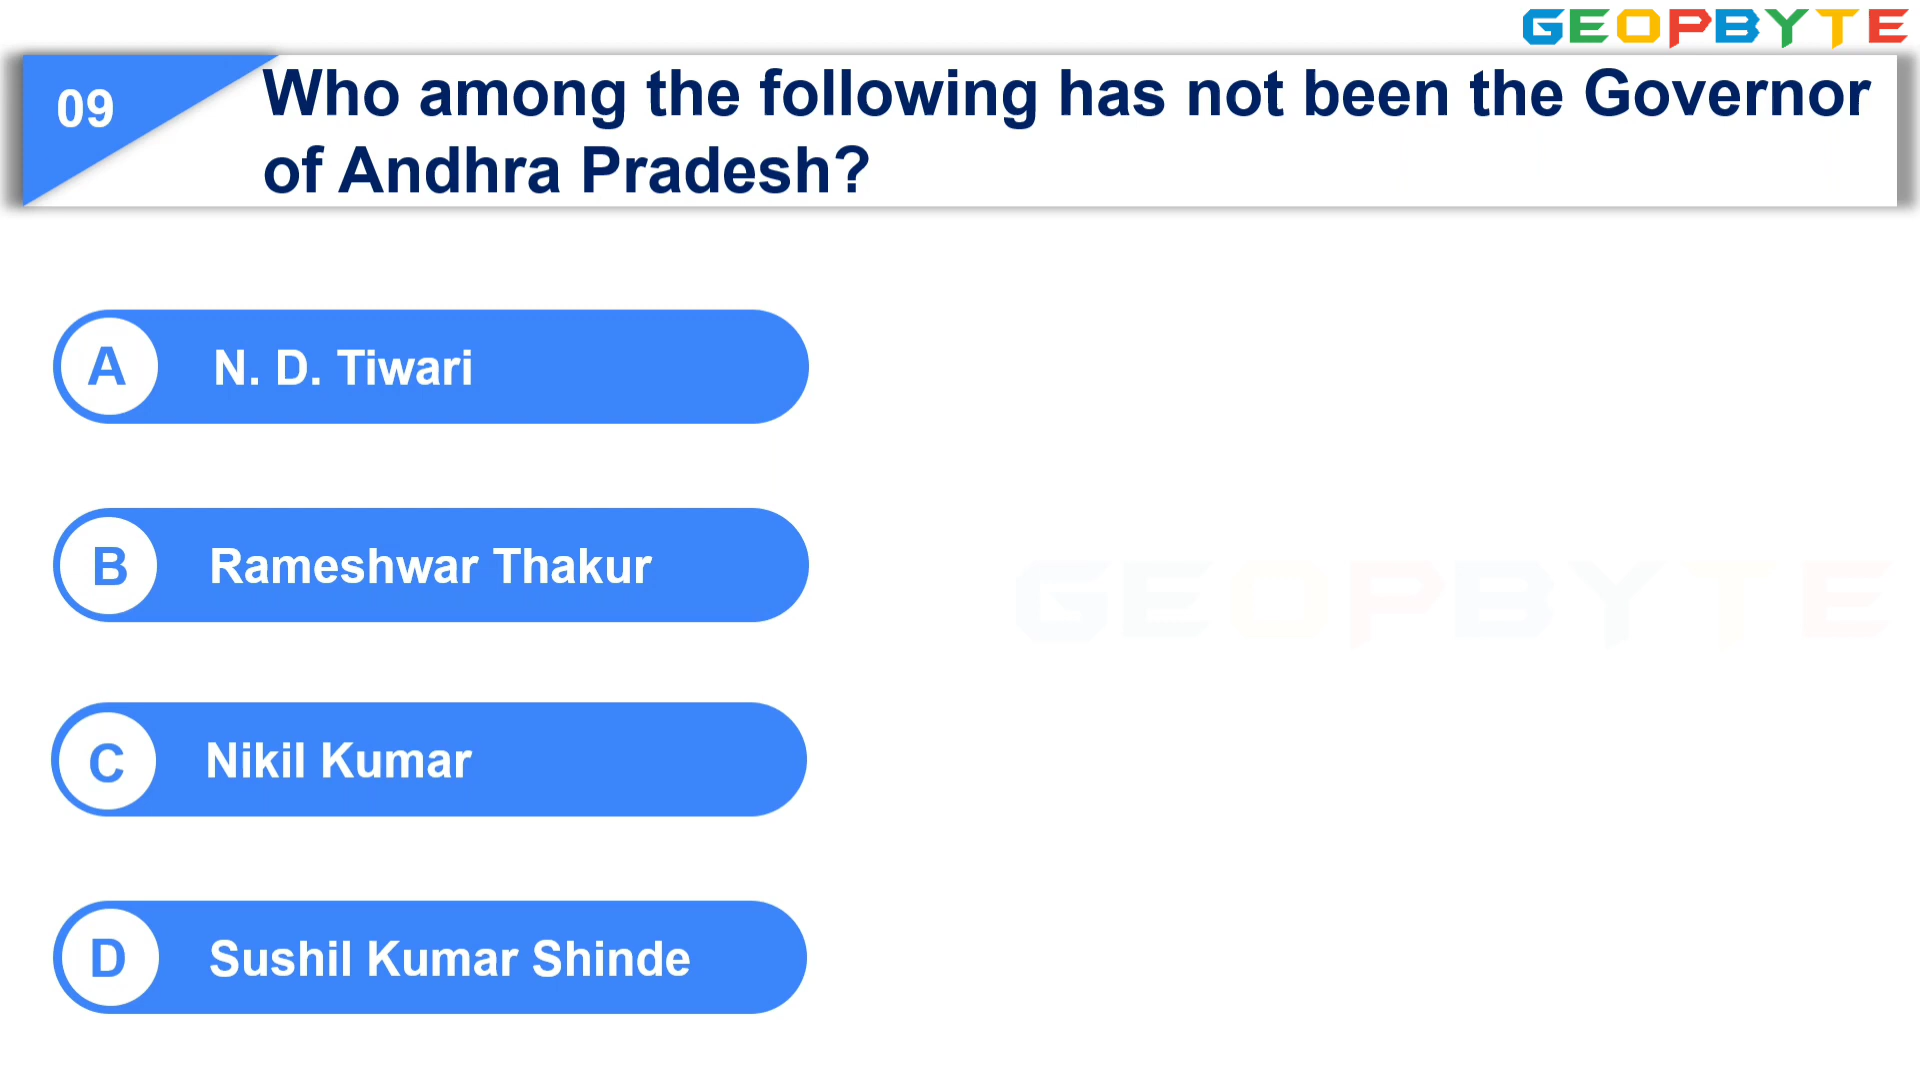 GEOPBYTE
09
Who among the following has not been the Governor
of Andhra Pradesh?
A
N. D. Tiwari
B
Rameshwar Thakur
GEOPBYTE
C
Nikil Kumar
D
Sushil Kumar Shinde